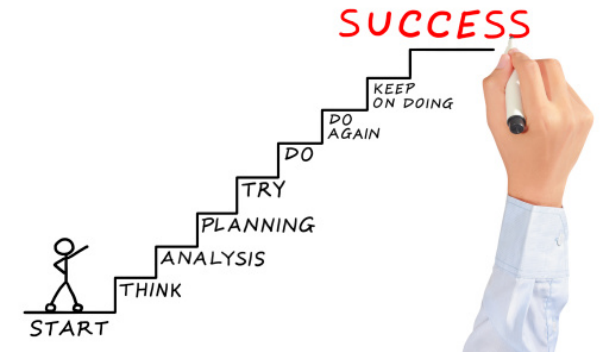 SUCCESS
KEEP
ON DOING
DO
AGAIN
DO
TRY
PLANNING
ANALYSIS
THINK
START